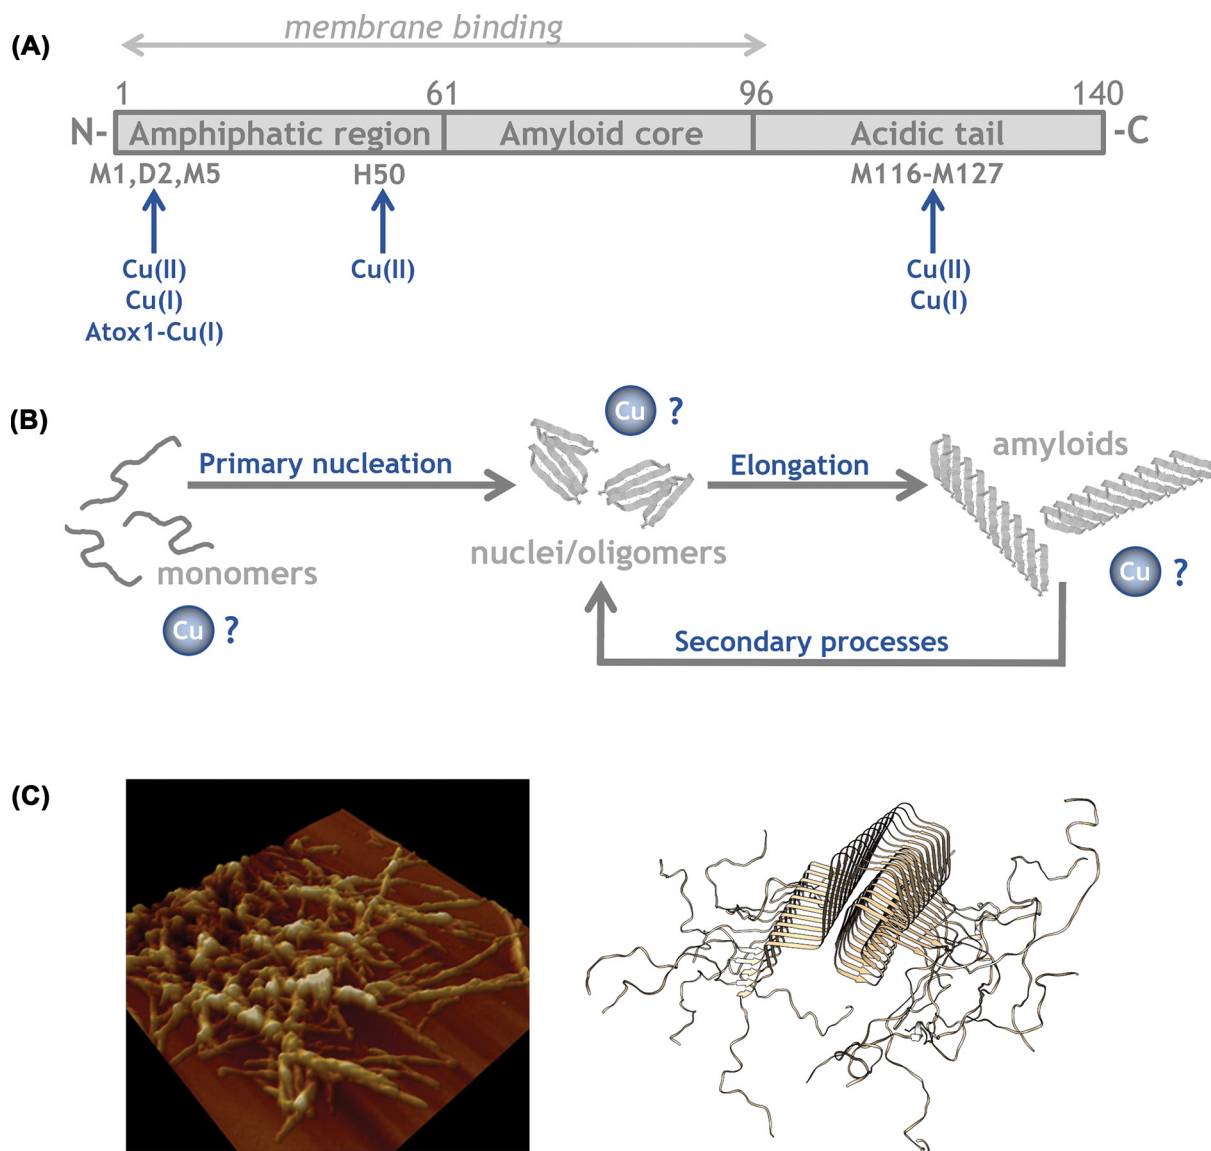 (A)
membrane binding
1 61 96 140
N- Amphiphatic region Amyloid core Acidic tail -C
M1,D2,M5 H50 M116-M127
Cu(II) Cu(II) Cu(II)
Cu(I) Cu(I)
Atox1-Cu(I)
(B)
Cu ?
Primary nucleation Elongation amyloids
nuclei/oligomers
monomers Cu ?
Cu ? Secondary processes
(C)